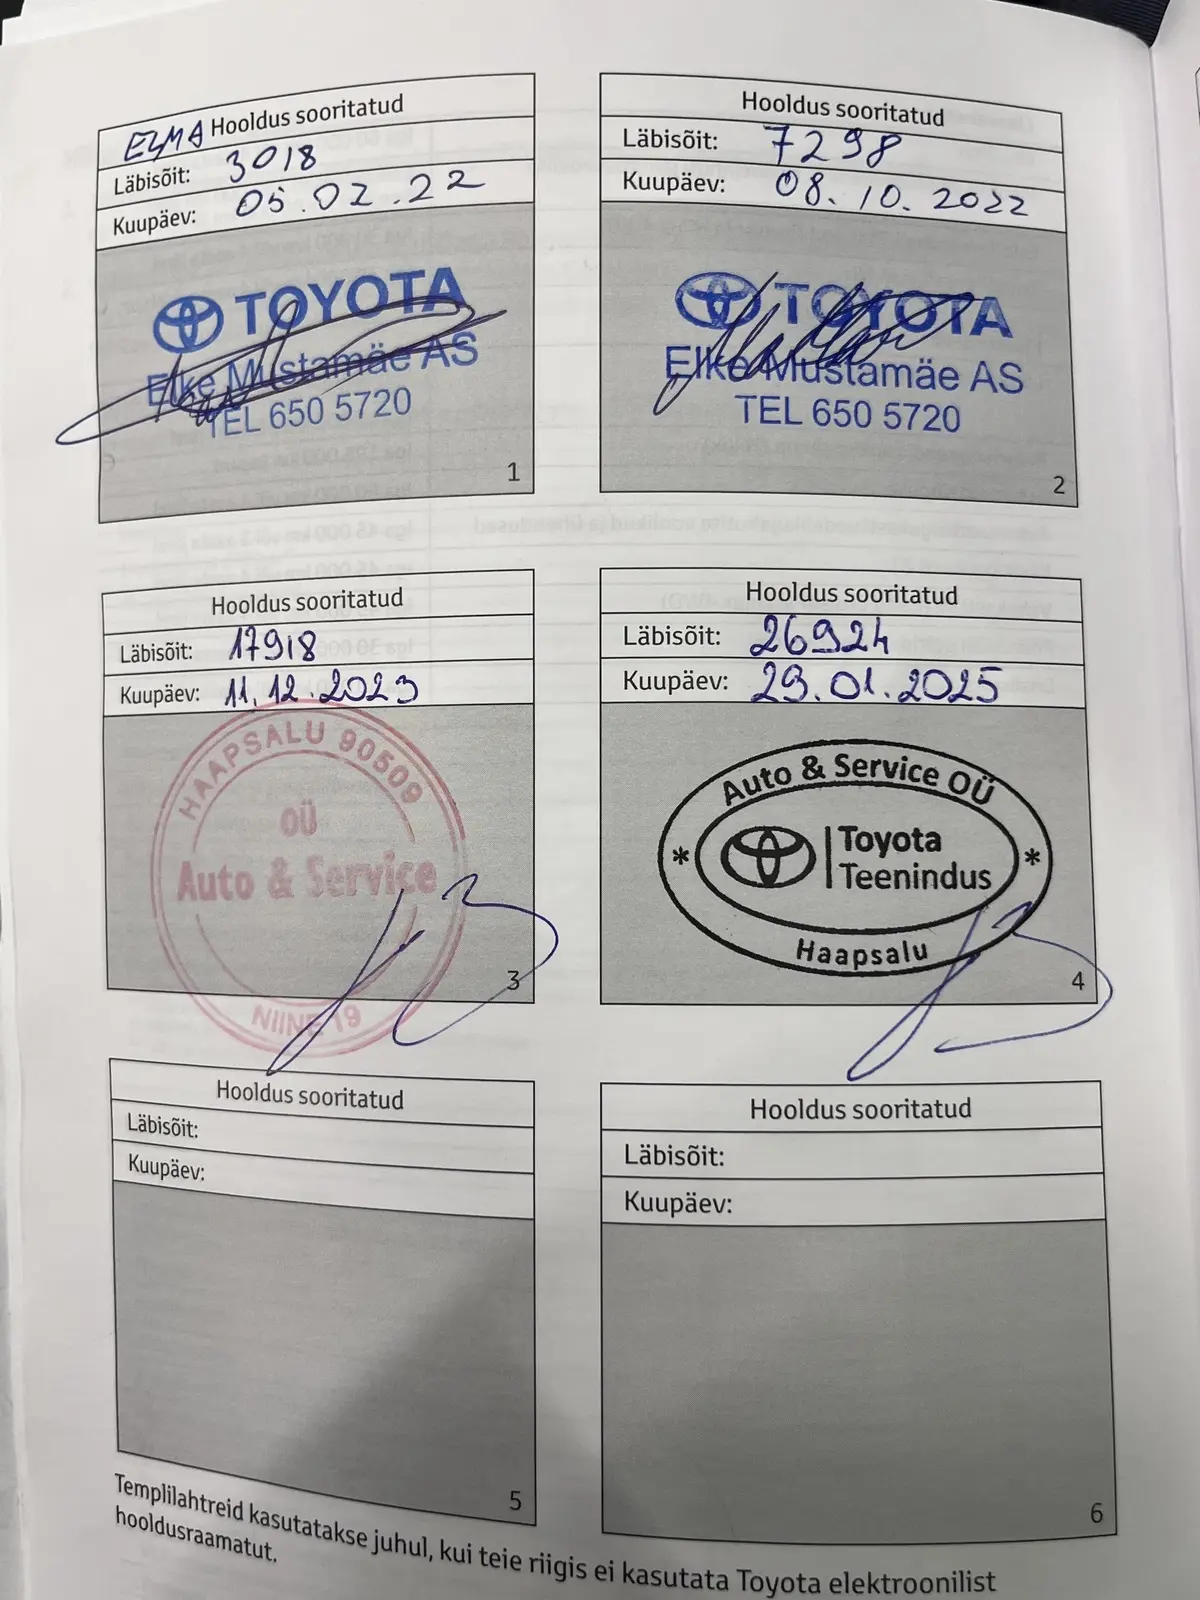 Hooldus sooritatud
Läbisõit: 3018
Kuupäev: 05.02.22
TOYOTA
Elke Mustamäe AS
TEL 650 5720
1
Hooldus sooritatud
Läbisõit: 7298
Kuupäev: 08.10.2022
TOYOTA
Elke Mustamäe AS
TEL 650 5720
2
Hooldus sooritatud
Läbisõit: 17918
Kuupäev: 11.12.2023
HAAPSALU 90509
OÜ
Auto & Service
NIINE 19
3
Hooldus sooritatud
Läbisõit: 26924
Kuupäev: 29.01.2025
Auto & Service OÜ
* Toyota *
Teenindus
Haapsalu
4
Hooldus sooritatud
Läbisõit:
Kuupäev:
5
Hooldus sooritatud
Läbisõit:
Kuupäev:
6
Templilahtreid kasutatakse juhul, kui teie riigis ei kasutata Toyota elektroonilist
hooldusraamatut.